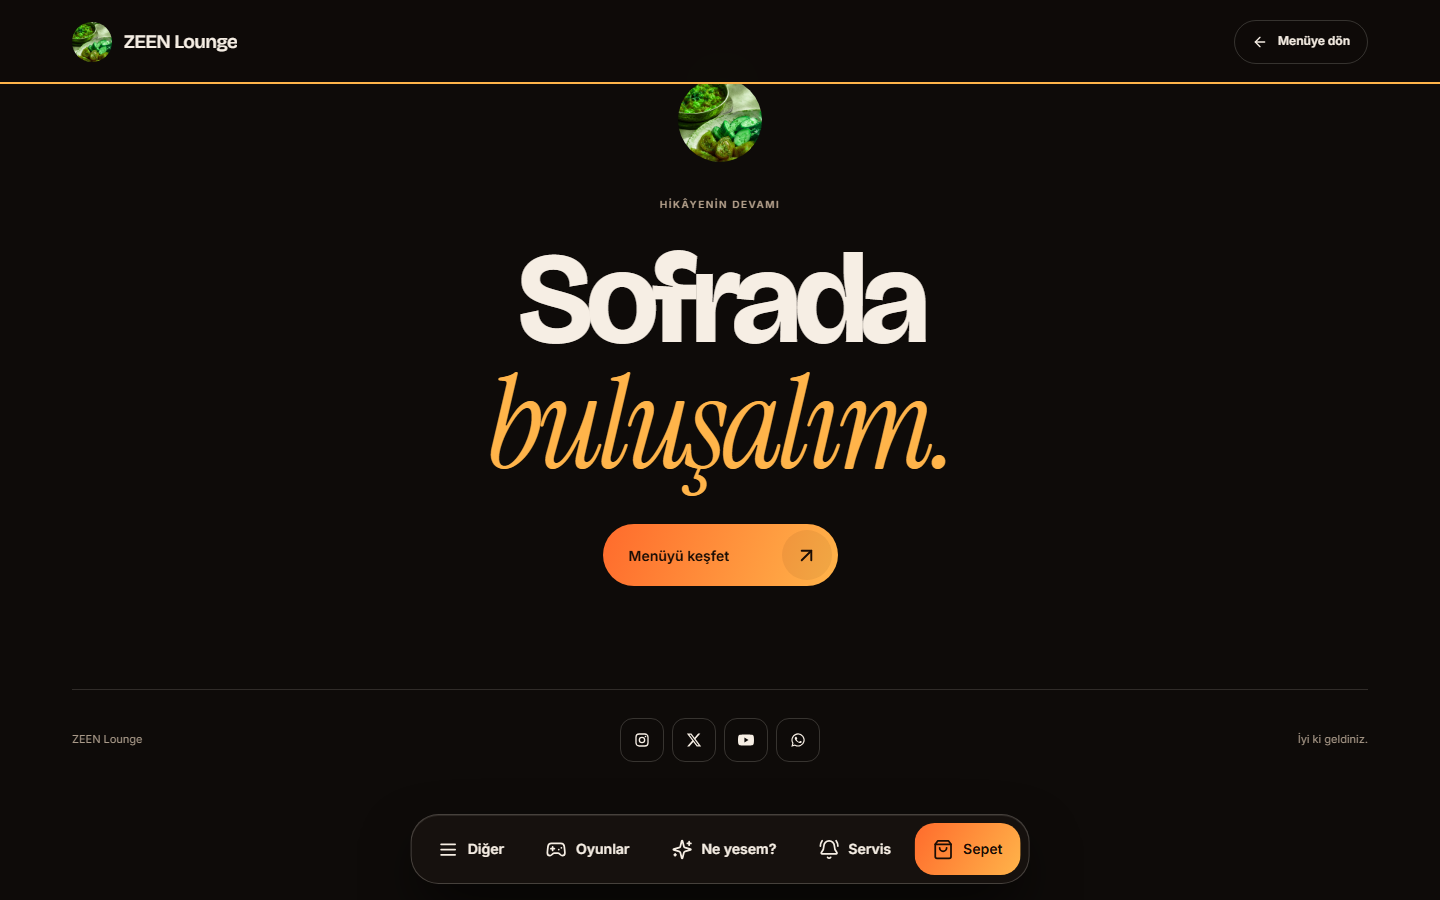 ZEEN Lounge
Menüye dön
HİKÂYENİN DEVAMI
Sofrada
buluşalım.
Menüyü keşfet
ZEEN Lounge
İyi ki geldiniz.
Diğer
Oyunlar
Ne yesem?
Servis
Sepet